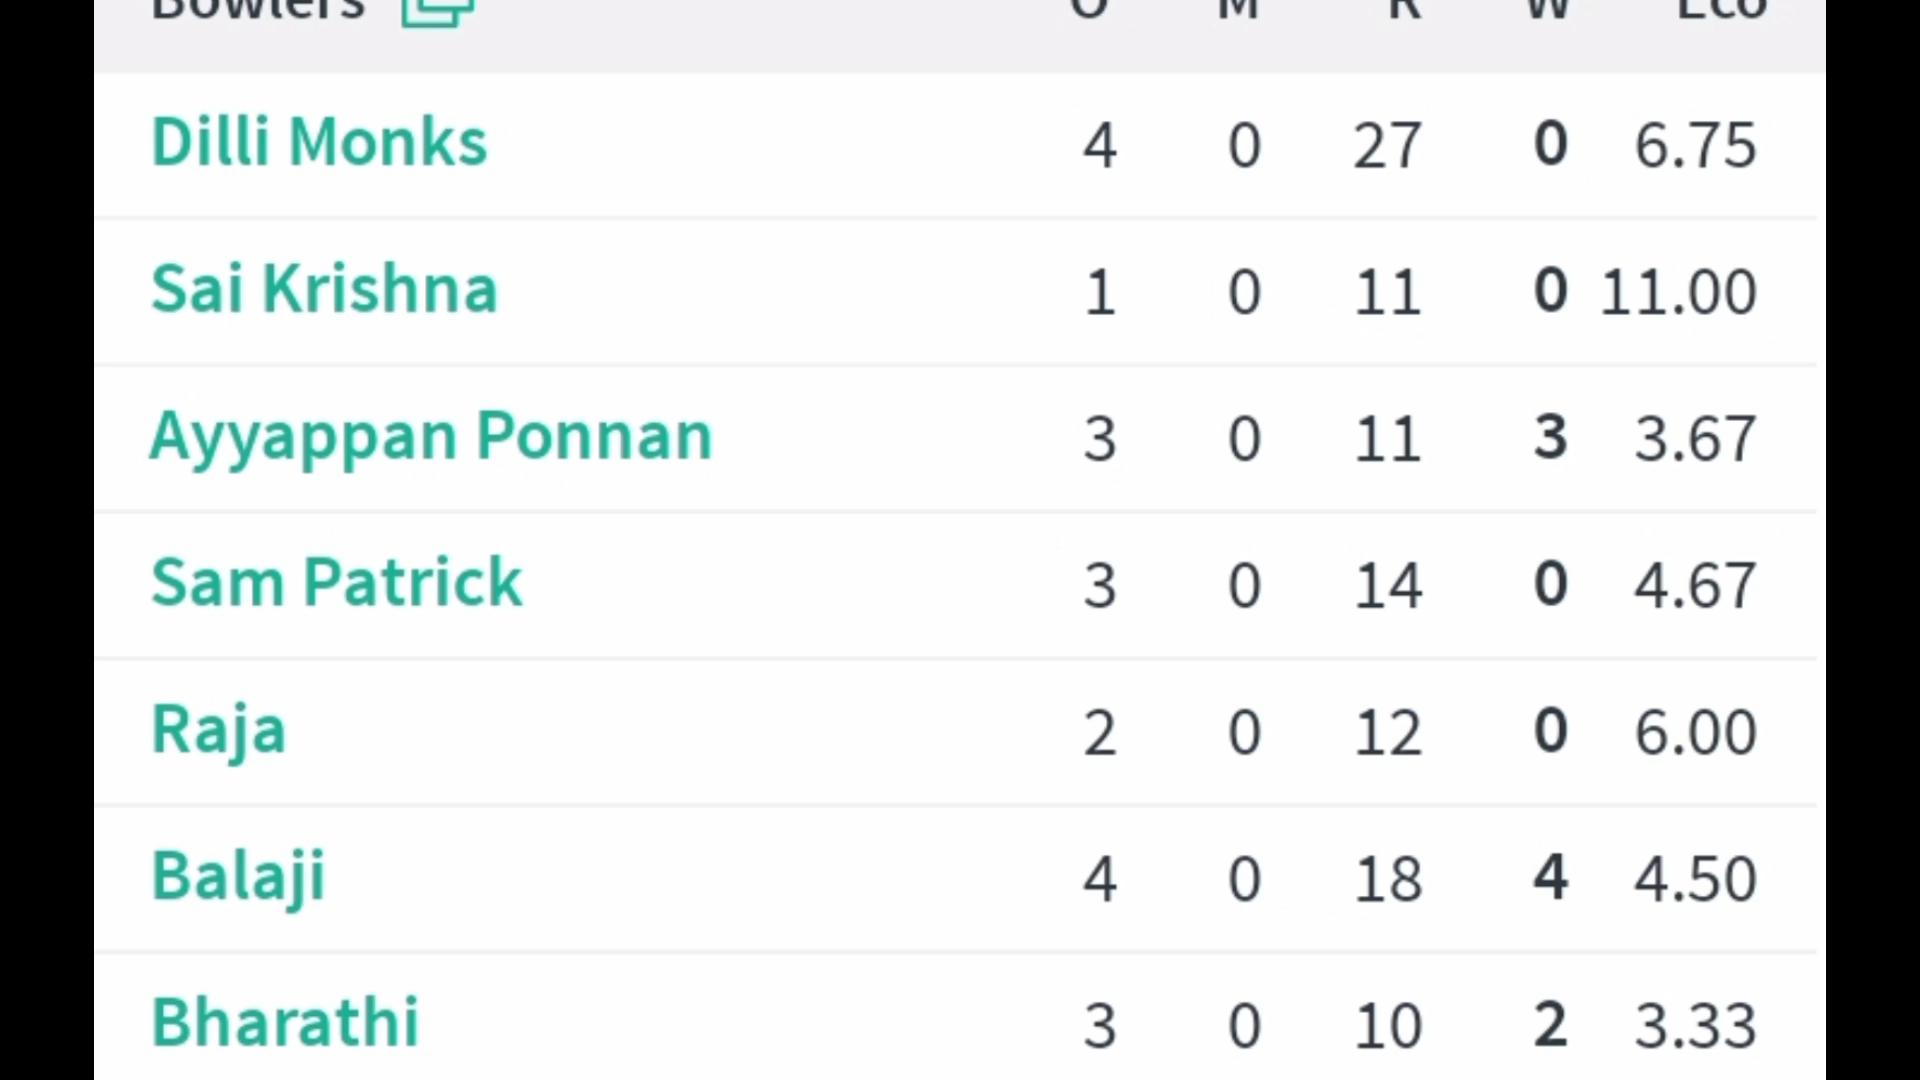 Bowlers O M R W Eco
Dilli Monks 4 0 27 0 6.75
Sai Krishna 1 0 11 0 11.00
Ayyappan Ponnan 3 0 11 3 3.67
Sam Patrick 3 0 14 0 4.67
Raja 2 0 12 0 6.00
Balaji 4 0 18 4 4.50
Bharathi 3 0 10 2 3.33